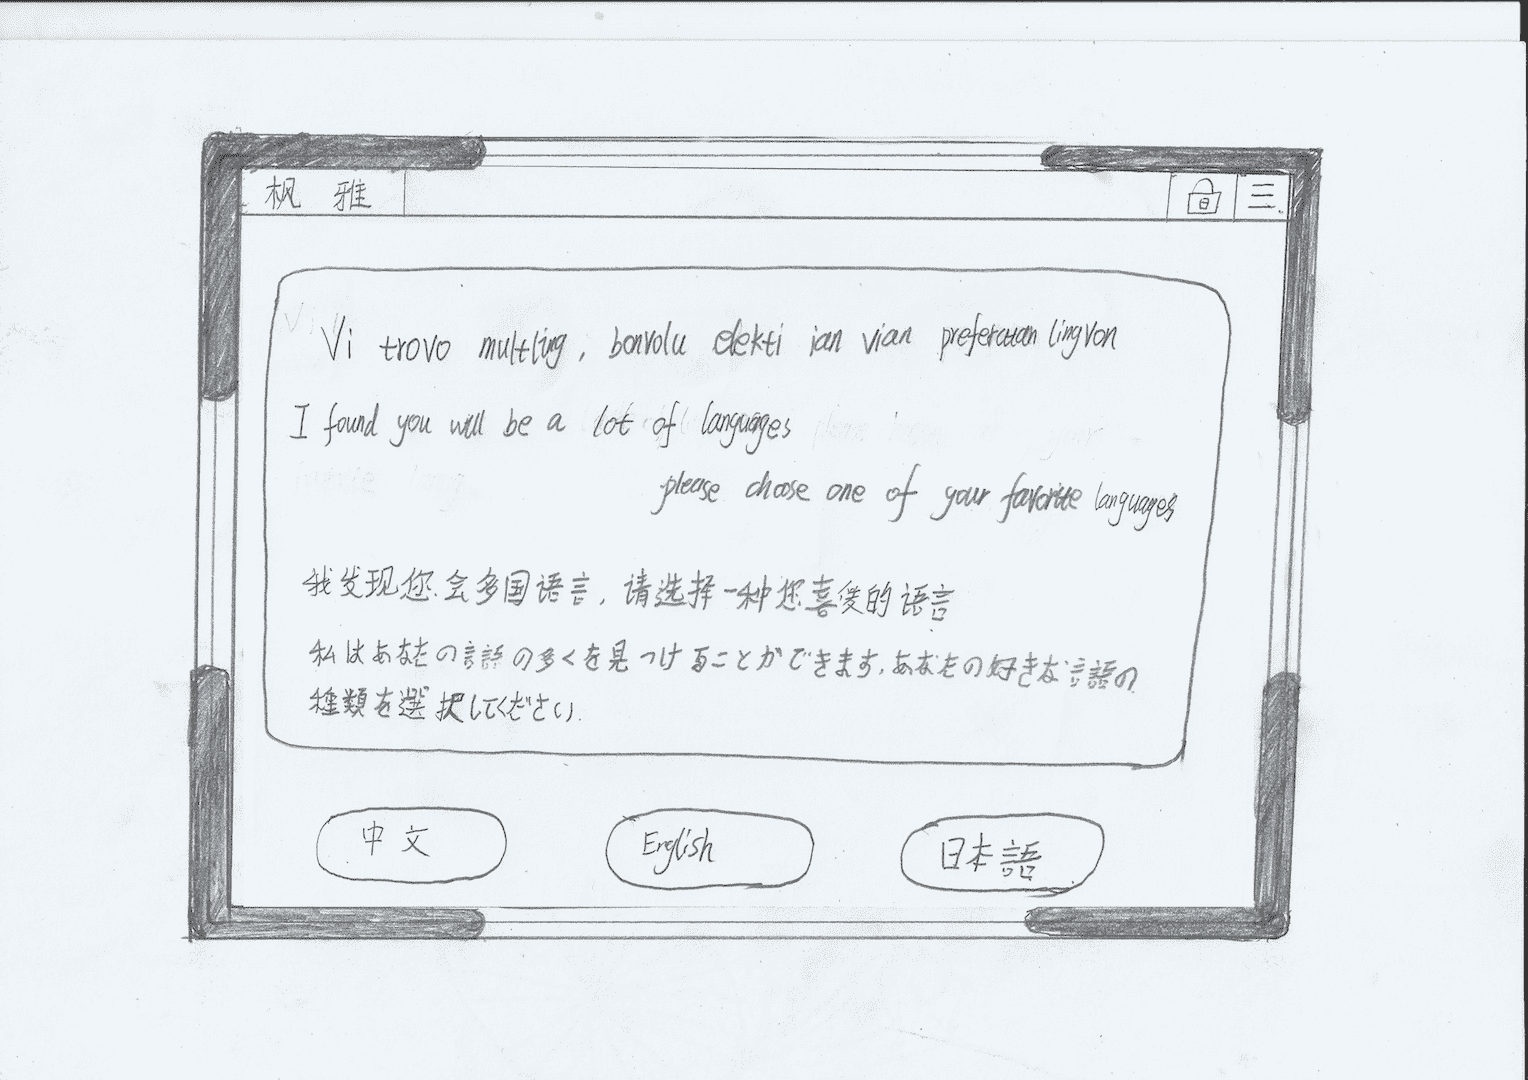 枫 雅
三
Vi trovo multling, bonvolu elekti ian vian preferatan lingvon
I found you will be a lot of languages
please choose one of your favorite languages
我发现您会多国语言，请选择一种您喜爱的语言
私はあなたの言語の多くを見つけることができます，あなたの好きな言語の
種類を選択してください.
中文
English
日本語